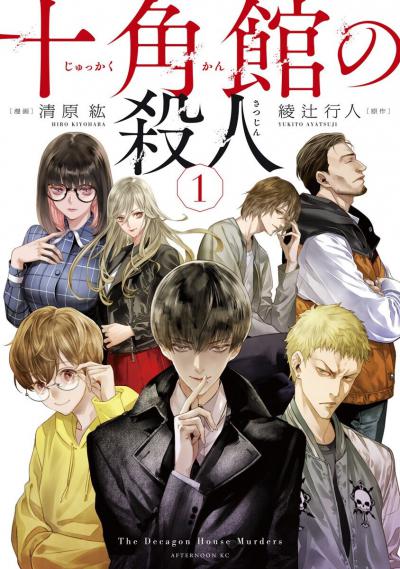 十角館の
じゅっかく かん
殺人
さつじん
[漫画] 清原紘
HIRO KIYOHARA
綾辻行人 [原作]
YUKITO AYATSUJI
1
The Decagon House Murders
AFTERNOON KC